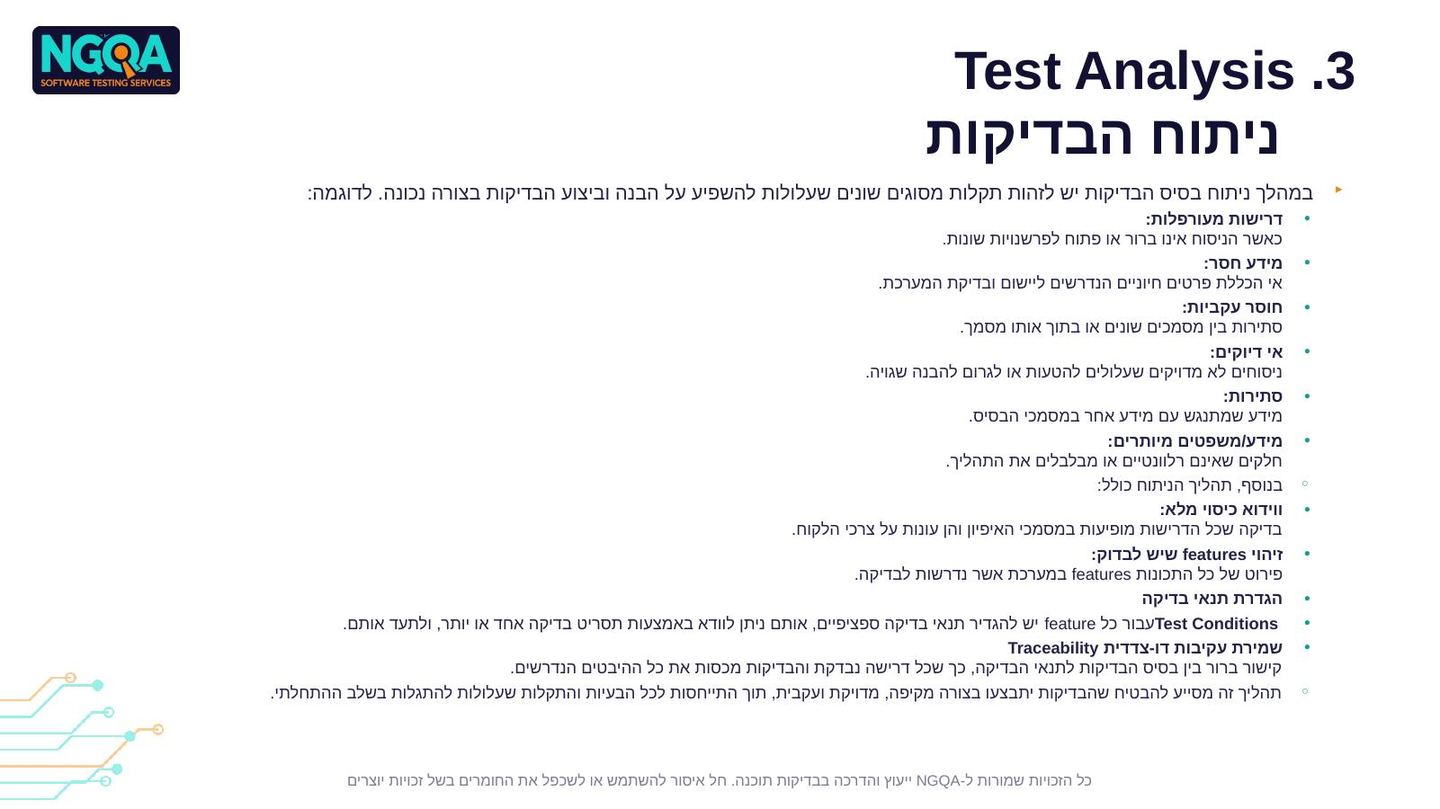 NGQA
SOFTWARE TESTING SERVICES
3. Test Analysis
ניתוח הבדיקות
במהלך ניתוח בסיס הבדיקות יש לזהות תקלות מסוגים שונים שעלולות להשפיע על הבנה וביצוע הבדיקות בצורה נכונה. לדוגמה:
דרישות מעורפלות:
כאשר הניסוח אינו ברור או פתוח לפרשנויות שונות.
מידע חסר:
אי הכללת פרטים חיוניים הנדרשים ליישום ובדיקת המערכת.
חוסר עקביות:
סתירות בין מסמכים שונים או בתוך אותו מסמך.
אי דיוקים:
ניסוחים לא מדויקים שעלולים להטעות או לגרום להבנה שגויה.
סתירות:
מידע שמתנגש עם מידע אחר במסמכי הבסיס.
מידע/משפטים מיותרים:
חלקים שאינם רלוונטיים או מבלבלים את התהליך.
בנוסף, תהליך הניתוח כולל:
ווידוא כיסוי מלא:
בדיקה שכל הדרישות מופיעות במסמכי האיפיון והן עונות על צרכי הלקוח.
זיהוי features שיש לבדוק:
פירוט של כל התכונות features במערכת אשר נדרשות לבדיקה.
הגדרת תנאי בדיקה
Test Conditionsעבור כל feature יש להגדיר תנאי בדיקה ספציפיים, אותם ניתן לוודא באמצעות תסריט בדיקה אחד או יותר, ולתעד אותם.
שמירת עקיבות דו-צדדית Traceability
קישור ברור בין בסיס הבדיקות לתנאי הבדיקה, כך שכל דרישה נבדקת והבדיקות מכסות את כל ההיבטים הנדרשים.
תהליך זה מסייע להבטיח שהבדיקות יתבצעו בצורה מקיפה, מדויקת ועקבית, תוך התייחסות לכל הבעיות והתקלות שעלולות להתגלות בשלב ההתחלתי.
כל הזכויות שמורות ל-NGQA ייעוץ והדרכה בבדיקות תוכנה. חל איסור להשתמש או לשכפל את החומרים בשל זכויות יוצרים